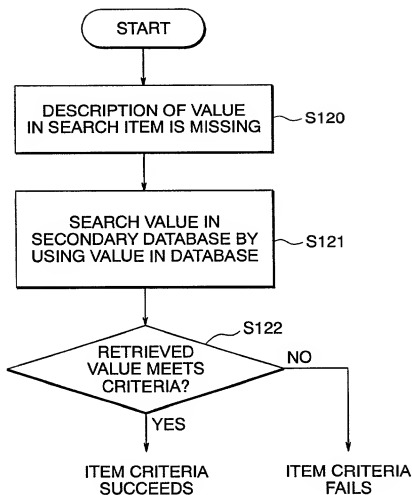 START
DESCRIPTION OF VALUE
IN SEARCH ITEM IS MISSING
S120
SEARCH VALUE IN
SECONDARY DATABASE BY
USING VALUE IN DATABASE
S121
S122
RETRIEVED
VALUE MEETS
CRITERIA?
NO
YES
ITEM CRITERIA
SUCCEEDS
ITEM CRITERIA
FAILS